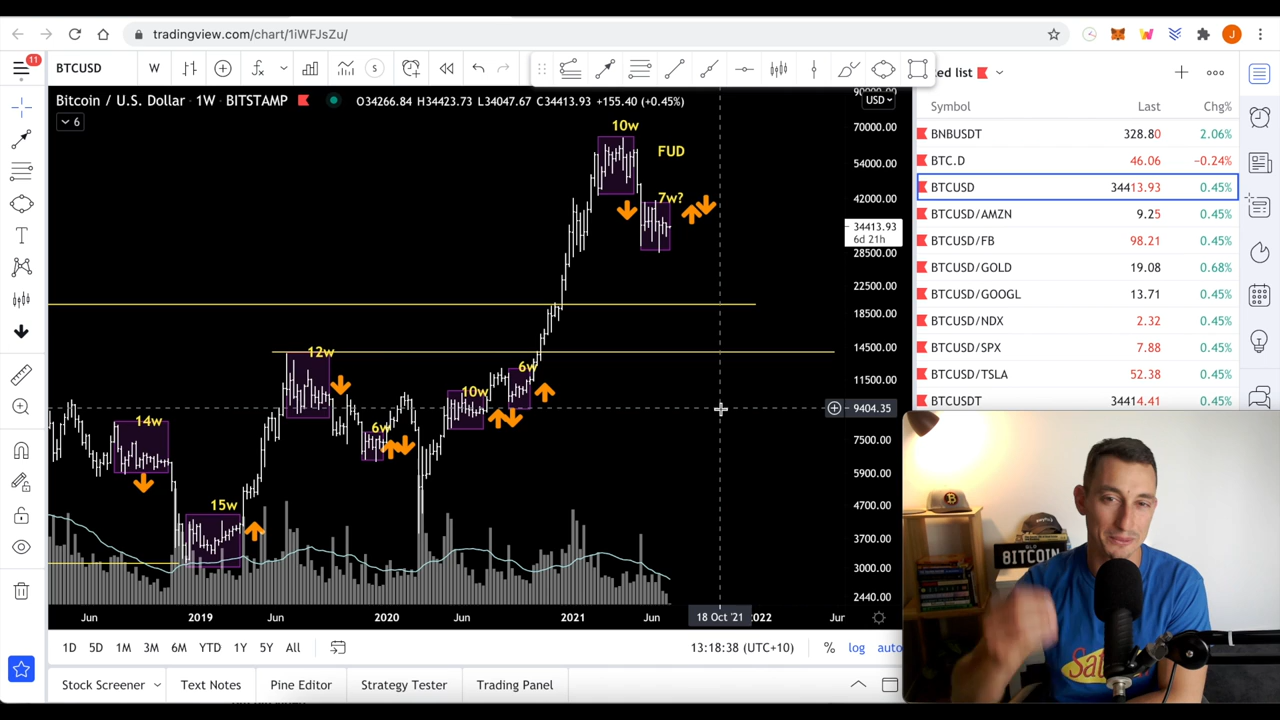 tradingview.com/chart/1iWFJsZu/
J
11
BTCUSD
W
S
ed list
Bitcoin / U.S. Dollar · 1W · BITSTAMP
O34266.84 H34423.73 L34047.67 C34413.93 +155.40 (+0.45%)
6
USD
90000.00
70000.00
54000.00
42000.00
34413.93
6d 21h
28500.00
22500.00
18500.00
14500.00
11500.00
9404.35
7500.00
5900.00
4700.00
3700.00
3000.00
2440.00
10w
FUD
7w?
12w
6w
10w
6w
14w
15w
Jun
2019
Jun
2020
Jun
2021
Jun
18 Oct '21
2022
Jun
1D 5D 1M 3M 6M YTD 1Y 5Y All
13:18:38 (UTC+10)
% log auto
Stock Screener
Text Notes
Pine Editor
Strategy Tester
Trading Panel
Symbol Last Chg%
BNBUSDT 328.80 2.06%
BTC.D 46.06 −0.24%
BTCUSD 34413.93 0.45%
BTCUSD/AMZN 9.25 0.45%
BTCUSD/FB 98.21 0.45%
BTCUSD/GOLD 19.08 0.68%
BTCUSD/GOOGL 13.71 0.45%
BTCUSD/NDX 2.32 0.45%
BTCUSD/SPX 7.88 0.45%
BTCUSD/TSLA 52.38 0.45%
BTCUSDT 34414.41 0.45%
PayPal
8ITCOIN